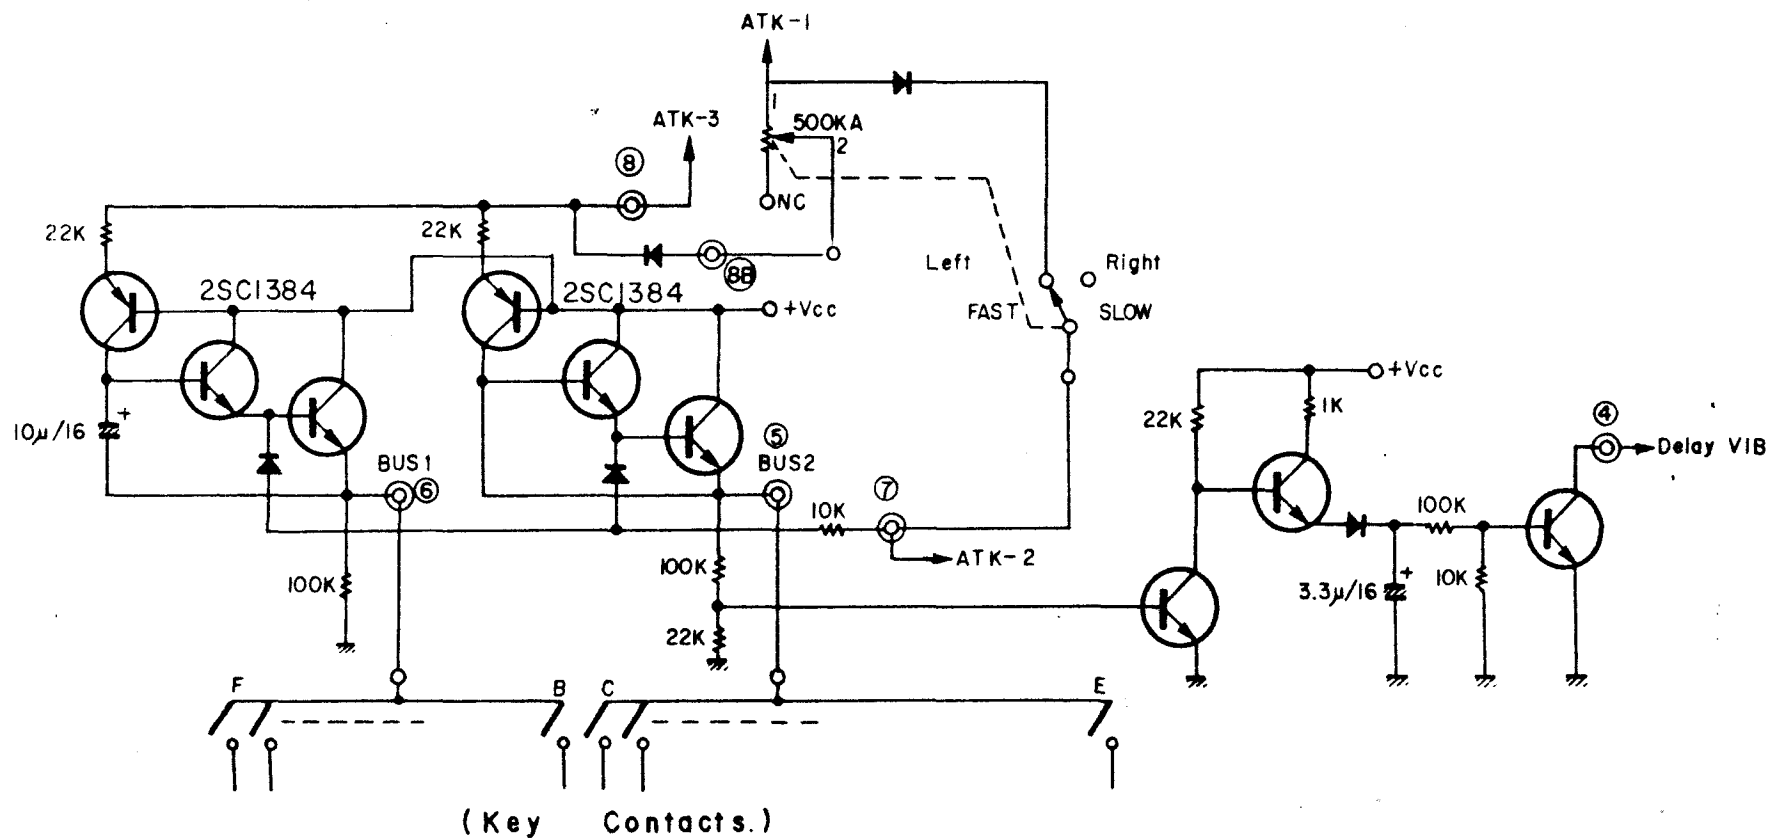 ATK-1
1
500KA
2
ATK-3
⑧
NC
22K
22K
⑧B
Left
Right
2SC1384
2SC1384
+Vcc
FAST
SLOW
+Vcc
22K
1K
④
Delay VIB
10μ/16
+
BUS1
⑥
⑤
BUS2
10K
⑦
100K
ATK-2
100K
100K
3.3μ/16
+
10K
22K
F
B
C
E
(Key Contacts.)